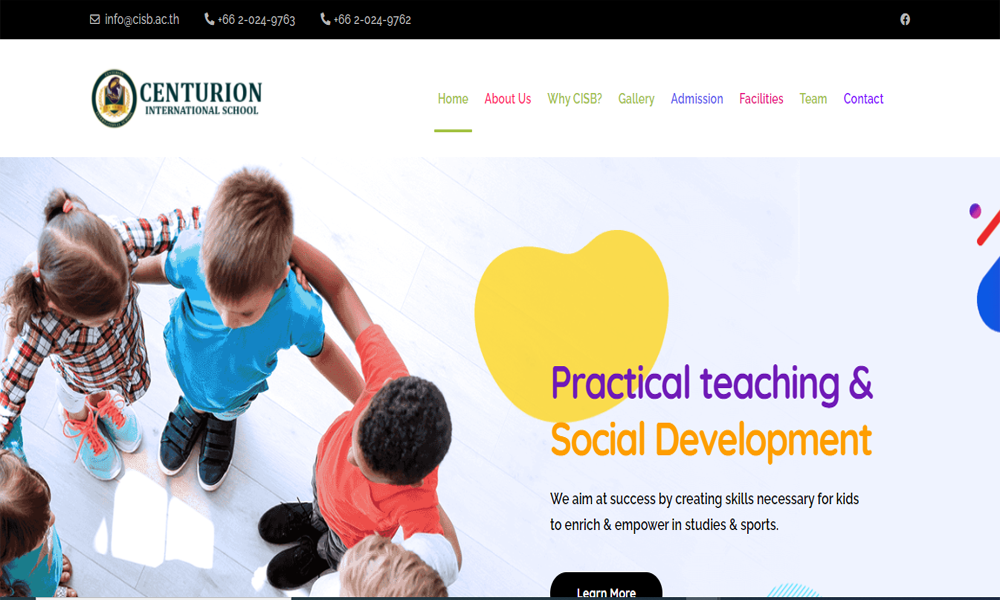 info@cisb.ac.th +66 2-024-9763 +66 2-024-9762
CENTURION
INTERNATIONAL SCHOOL
Home About Us Why CISB? Gallery Admission Facilities Team Contact
Practical teaching &
Social Development
We aim at success by creating skills necessary for kids
to enrich & empower in studies & sports.
Learn More